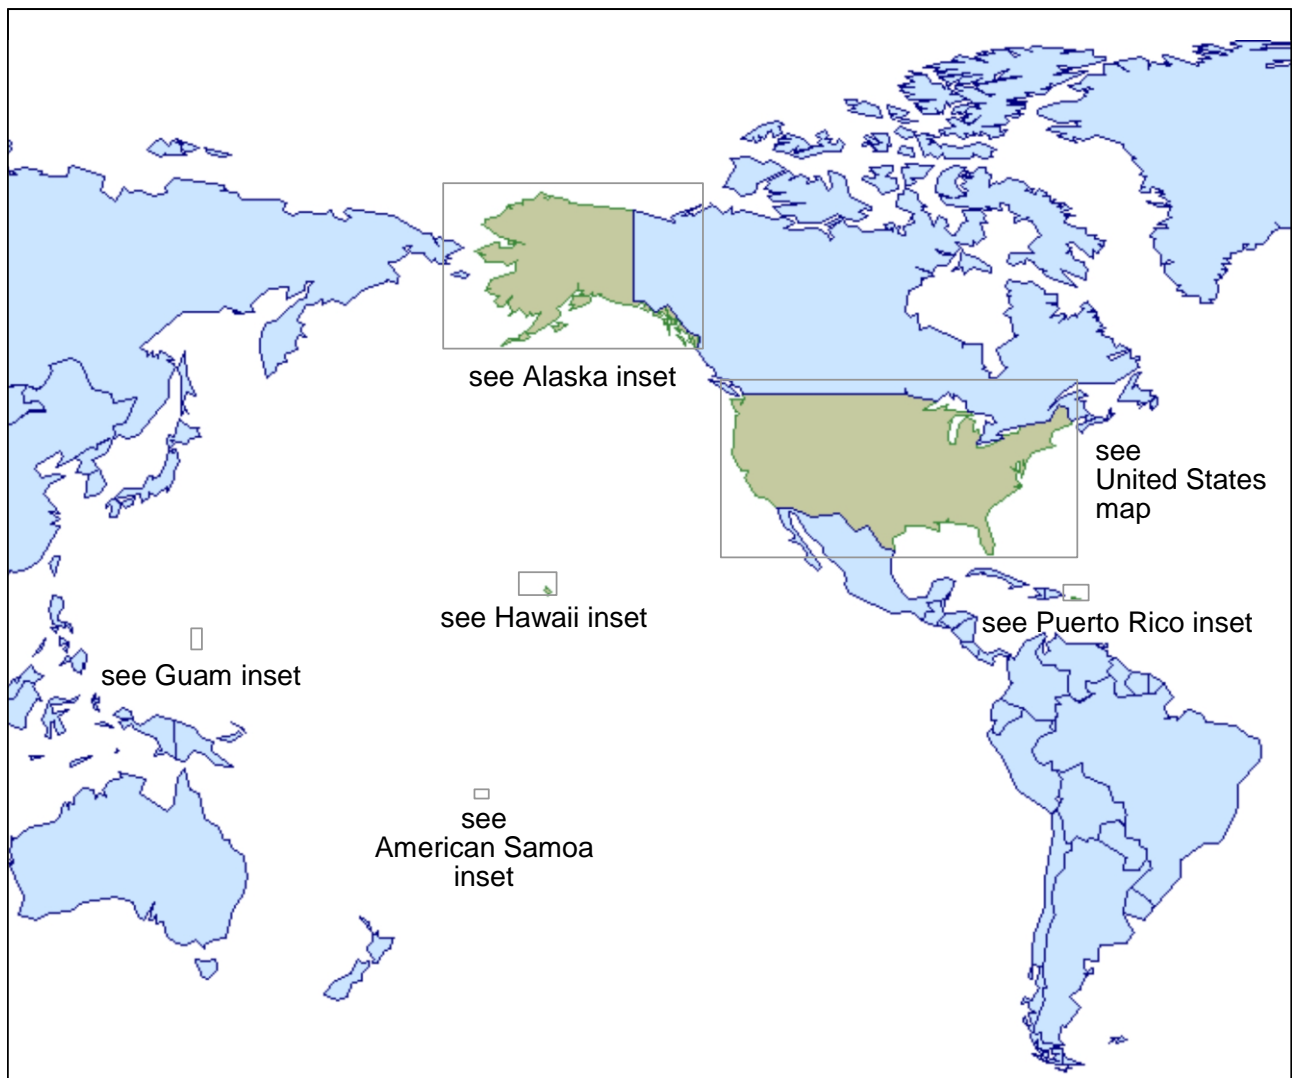 see Alaska inset
see
United States
map
see Hawaii inset
see Puerto Rico inset
see Guam inset
see
American Samoa
inset